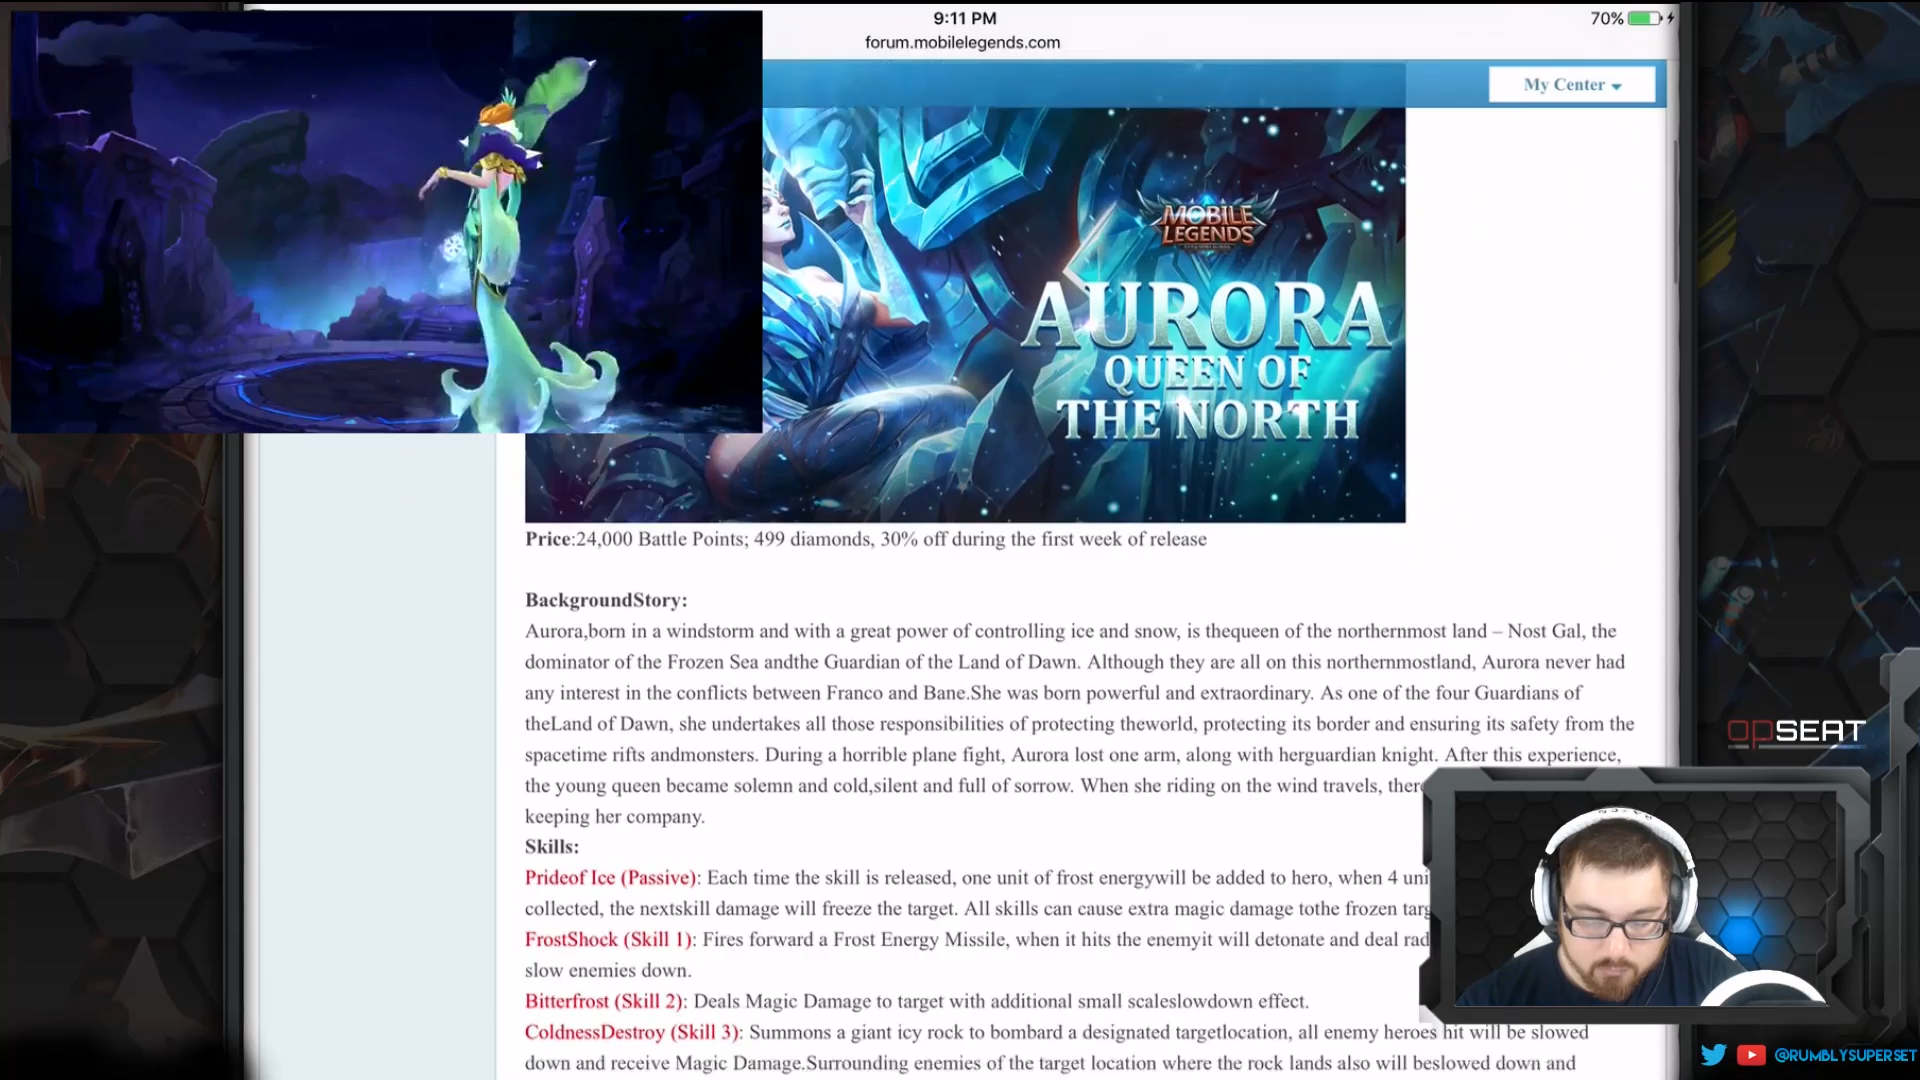 9:11 PM
70%
forum.mobilelegends.com
My Center
MOBILE
LEGENDS
AURORA
QUEEN OF
THE NORTH
Price:24,000 Battle Points; 499 diamonds, 30% off during the first week of release
BackgroundStory:
Aurora,born in a windstorm and with a great power of controlling ice and snow, is thequeen of the northernmost land – Nost Gal, the
dominator of the Frozen Sea andthe Guardian of the Land of Dawn. Although they are all on this northernmostland, Aurora never had
any interest in the conflicts between Franco and Bane.She was born powerful and extraordinary. As one of the four Guardians of
theLand of Dawn, she undertakes all those responsibilities of protecting theworld, protecting its border and ensuring its safety from the
spacetime rifts andmonsters. During a horrible plane fight, Aurora lost one arm, along with herguardian knight. After this experience,
the young queen became solemn and cold,silent and full of sorrow. When she riding on the wind travels,
keeping her company.
Skills:
Prideof Ice (Passive): Each time the skill is released, one unit of frost energywill be added to hero, when 4
collected, the nextskill damage will freeze the target. All skills can cause extra magic damage tothe frozen
FrostShock (Skill 1): Fires forward a Frost Energy Missile, when it hits the enemyit will detonate and deal
slow enemies down.
Bitterfrost (Skill 2): Deals Magic Damage to target with additional small scaleslowdown effect.
ColdnessDestroy (Skill 3): Summons a giant icy rock to bombard a designated targetlocation, all enemy heroes hit will be slowed
down and receive Magic Damage.Surrounding enemies of the target location where the rock lands also will beslowed down and
opSEAT
@RUMBLYSUPERSET